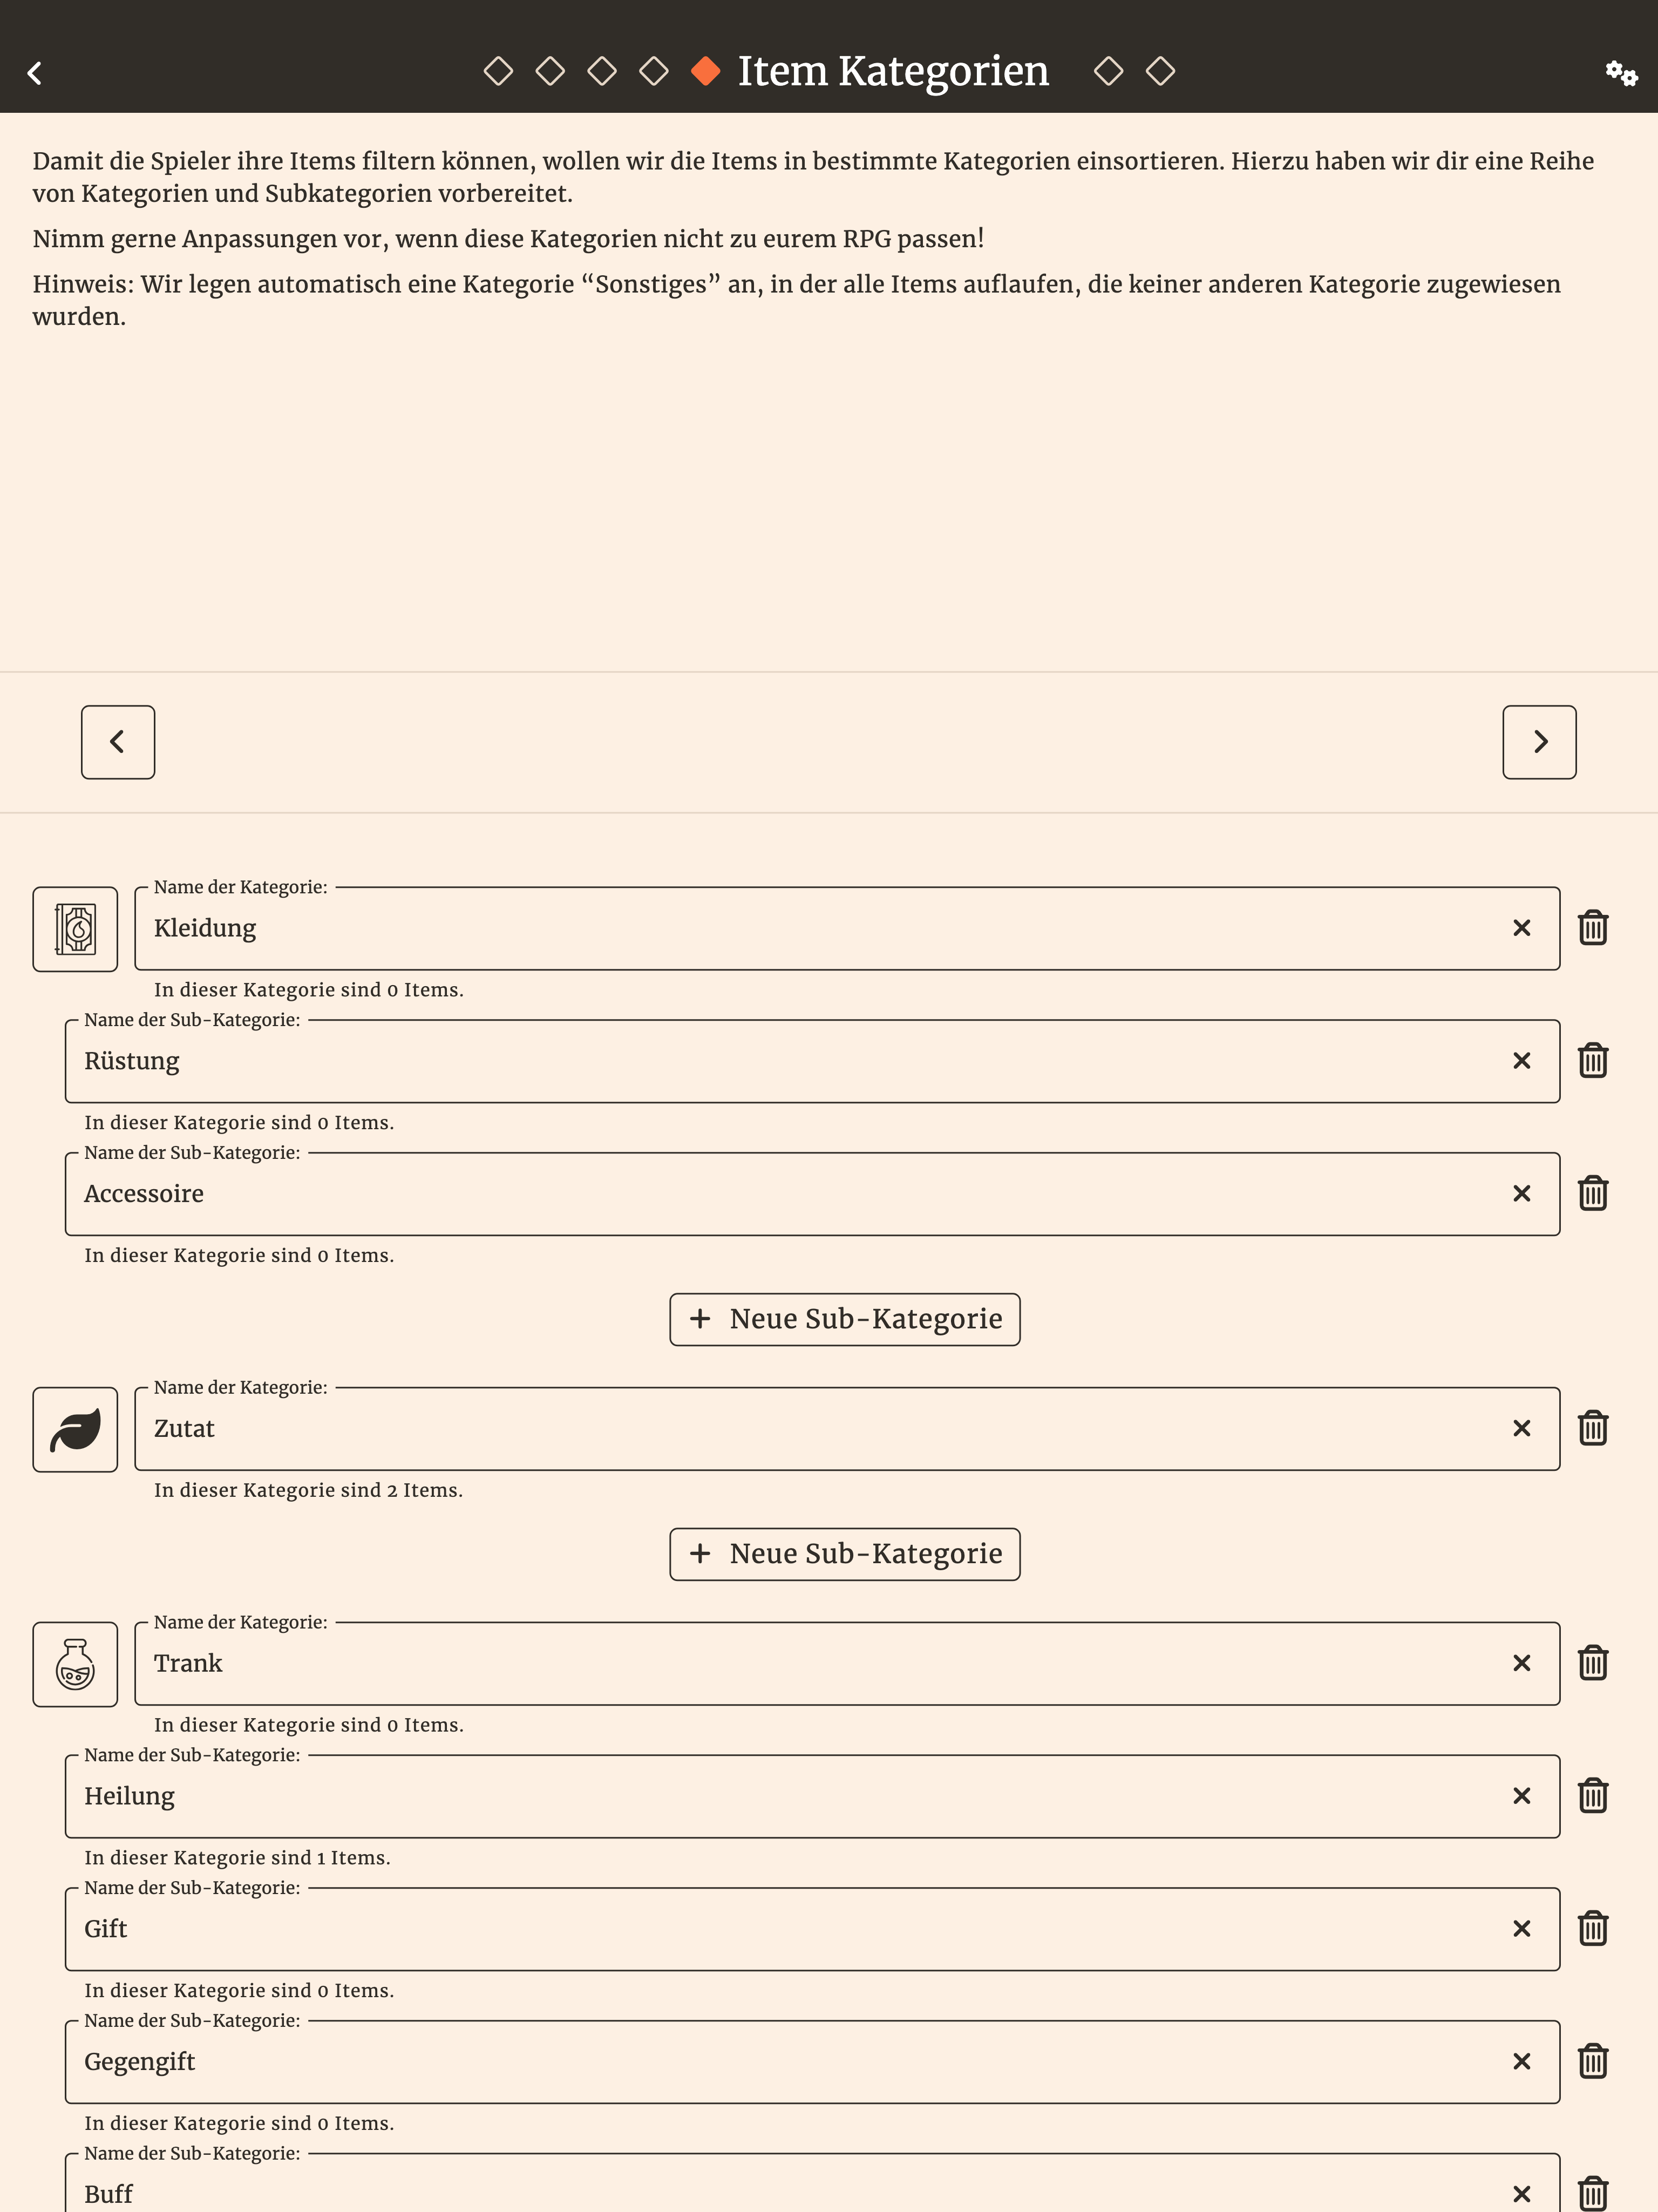 Item Kategorien
Damit die Spieler ihre Items filtern können, wollen wir die Items in bestimmte Kategorien einsortieren. Hierzu haben wir dir eine Reihe
von Kategorien und Subkategorien vorbereitet.
Nimm gerne Anpassungen vor, wenn diese Kategorien nicht zu eurem RPG passen!
Hinweis: Wir legen automatisch eine Kategorie “Sonstiges” an, in der alle Items auflaufen, die keiner anderen Kategorie zugewiesen
wurden.
Name der Kategorie:
Kleidung
In dieser Kategorie sind 0 Items.
Name der Sub-Kategorie:
Rüstung
In dieser Kategorie sind 0 Items.
Name der Sub-Kategorie:
Accessoire
In dieser Kategorie sind 0 Items.
+ Neue Sub-Kategorie
Name der Kategorie:
Zutat
In dieser Kategorie sind 2 Items.
+ Neue Sub-Kategorie
Name der Kategorie:
Trank
In dieser Kategorie sind 0 Items.
Name der Sub-Kategorie:
Heilung
In dieser Kategorie sind 1 Items.
Name der Sub-Kategorie:
Gift
In dieser Kategorie sind 0 Items.
Name der Sub-Kategorie:
Gegengift
In dieser Kategorie sind 0 Items.
Name der Sub-Kategorie:
Buff